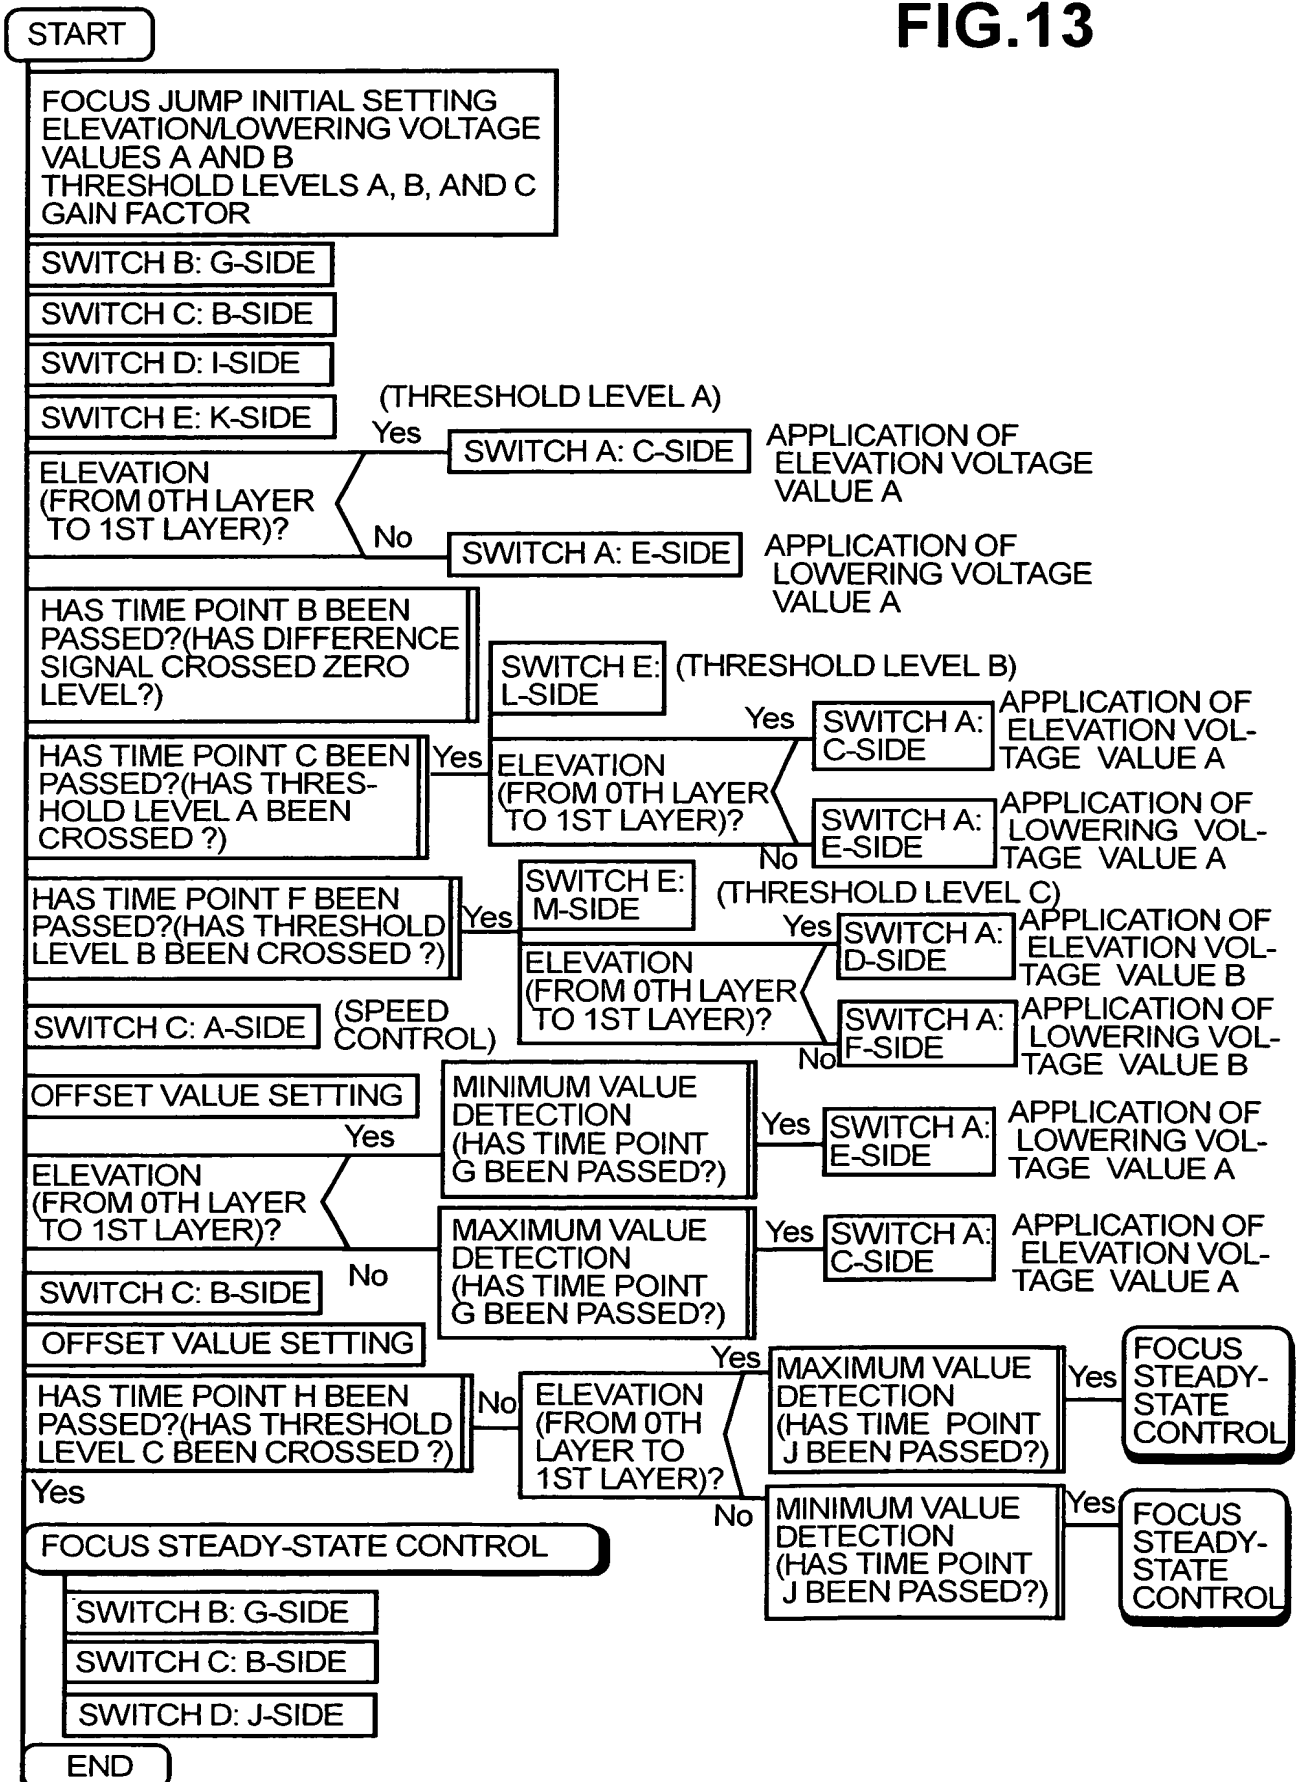 FIG.13
START
FOCUS JUMP INITIAL SETTING
ELEVATION/LOWERING VOLTAGE
VALUES A AND B
THRESHOLD LEVELS A, B, AND C
GAIN FACTOR
SWITCH B: G-SIDE
SWITCH C: B-SIDE
SWITCH D: I-SIDE
SWITCH E: K-SIDE
(THRESHOLD LEVEL A)
ELEVATION
(FROM 0TH LAYER
TO 1ST LAYER)?
Yes
SWITCH A: C-SIDE
APPLICATION OF
ELEVATION VOLTAGE
VALUE A
No
SWITCH A: E-SIDE
APPLICATION OF
LOWERING VOLTAGE
VALUE A
HAS TIME POINT B BEEN
PASSED?(HAS DIFFERENCE
SIGNAL CROSSED ZERO
LEVEL?)
HAS TIME POINT C BEEN
PASSED?(HAS THRES-
HOLD LEVEL A BEEN
CROSSED ?)
Yes
SWITCH E:
L-SIDE
(THRESHOLD LEVEL B)
ELEVATION
(FROM 0TH LAYER
TO 1ST LAYER)?
Yes
SWITCH A:
C-SIDE
APPLICATION OF
ELEVATION VOL-
TAGE VALUE A
No
SWITCH A:
E-SIDE
APPLICATION OF
LOWERING VOL-
TAGE VALUE A
HAS TIME POINT F BEEN
PASSED?(HAS THRESHOLD
LEVEL B BEEN CROSSED ?)
Yes
SWITCH E:
M-SIDE
(THRESHOLD LEVEL C)
ELEVATION
(FROM 0TH LAYER
TO 1ST LAYER)?
Yes
SWITCH A:
D-SIDE
APPLICATION OF
ELEVATION VOL-
TAGE VALUE B
No
SWITCH A:
F-SIDE
APPLICATION OF
LOWERING VOL-
TAGE VALUE B
SWITCH C: A-SIDE
(SPEED
CONTROL)
OFFSET VALUE SETTING
ELEVATION
(FROM 0TH LAYER
TO 1ST LAYER)?
Yes
MINIMUM VALUE
DETECTION
(HAS TIME POINT
G BEEN PASSED?)
Yes
SWITCH A:
E-SIDE
APPLICATION OF
LOWERING VOL-
TAGE VALUE A
No
MAXIMUM VALUE
DETECTION
(HAS TIME POINT
G BEEN PASSED?)
Yes
SWITCH A:
C-SIDE
APPLICATION OF
ELEVATION VOL-
TAGE VALUE A
SWITCH C: B-SIDE
OFFSET VALUE SETTING
HAS TIME POINT H BEEN
PASSED?(HAS THRESHOLD
LEVEL C BEEN CROSSED ?)
No
ELEVATION
(FROM 0TH
LAYER TO
1ST LAYER)?
Yes
MAXIMUM VALUE
DETECTION
(HAS TIME POINT
J BEEN PASSED?)
Yes
FOCUS
STEADY-
STATE
CONTROL
No
MINIMUM VALUE
DETECTION
(HAS TIME POINT
J BEEN PASSED?)
Yes
FOCUS
STEADY-
STATE
CONTROL
Yes
FOCUS STEADY-STATE CONTROL
SWITCH B: G-SIDE
SWITCH C: B-SIDE
SWITCH D: J-SIDE
END